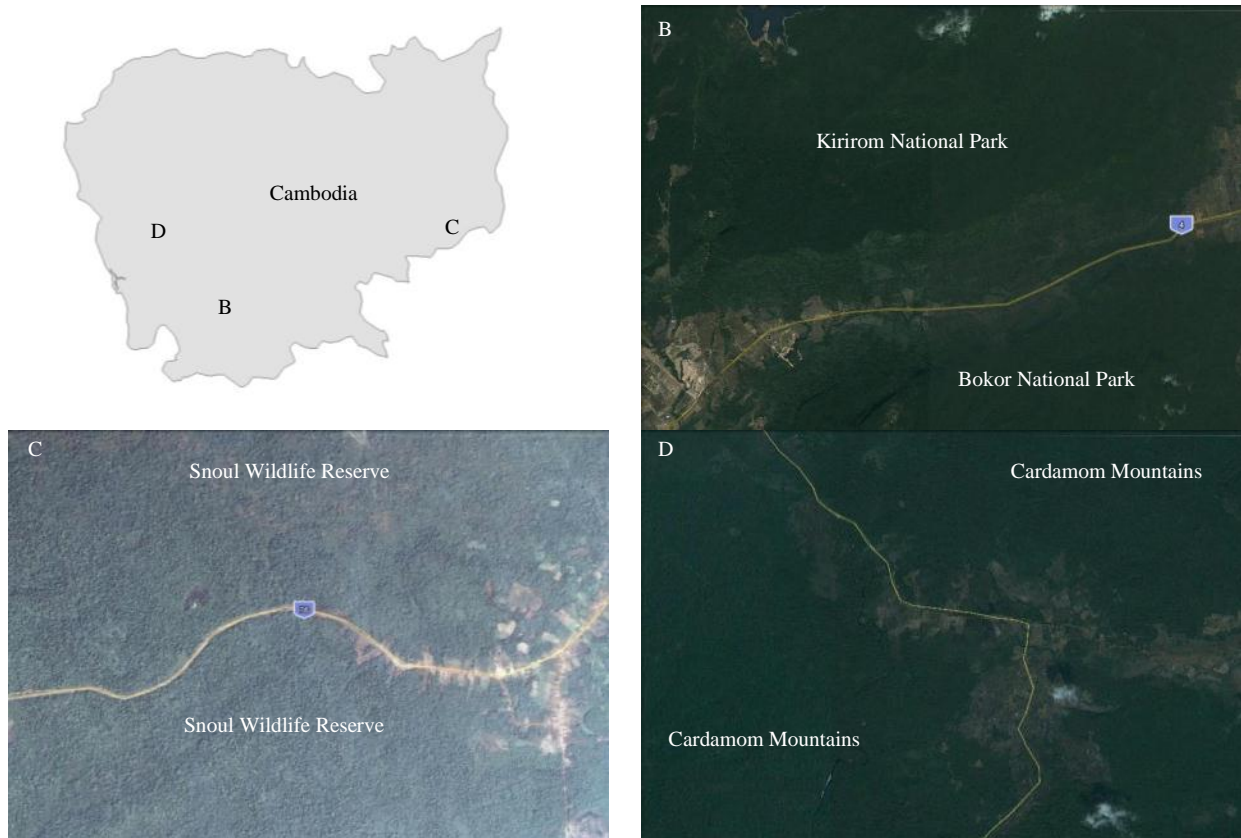 Cambodia
D
C
B
B
Kirirom National Park
4
Bokor National Park
C
Snoul Wildlife Reserve
Snoul Wildlife Reserve
D
Cardamom Mountains
Cardamom Mountains